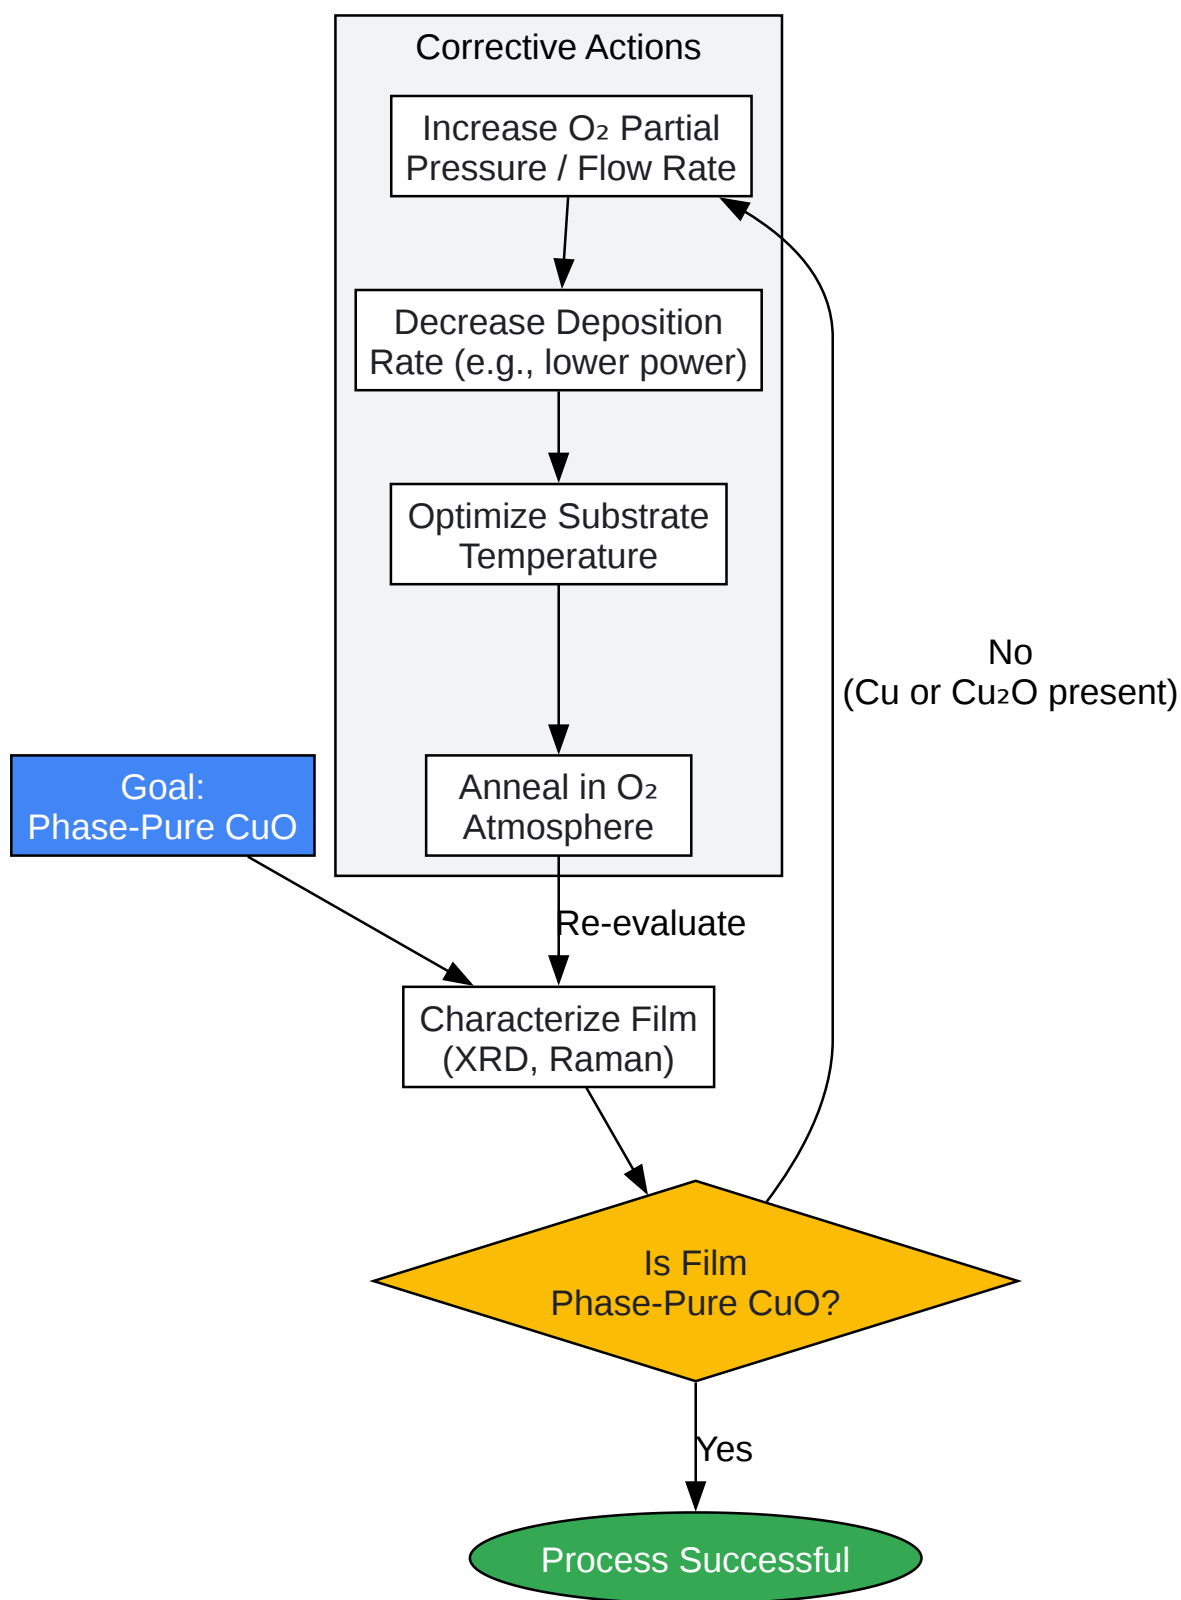 Corrective Actions
Increase O₂ Partial
Pressure / Flow Rate
Decrease Deposition
Rate (e.g., lower power)
Optimize Substrate
Temperature
No
(Cu or Cu₂O present)
Goal:
Phase-Pure CuO
Anneal in O₂
Atmosphere
Re-evaluate
Characterize Film
(XRD, Raman)
Is Film
Phase-Pure CuO?
Yes
Process Successful